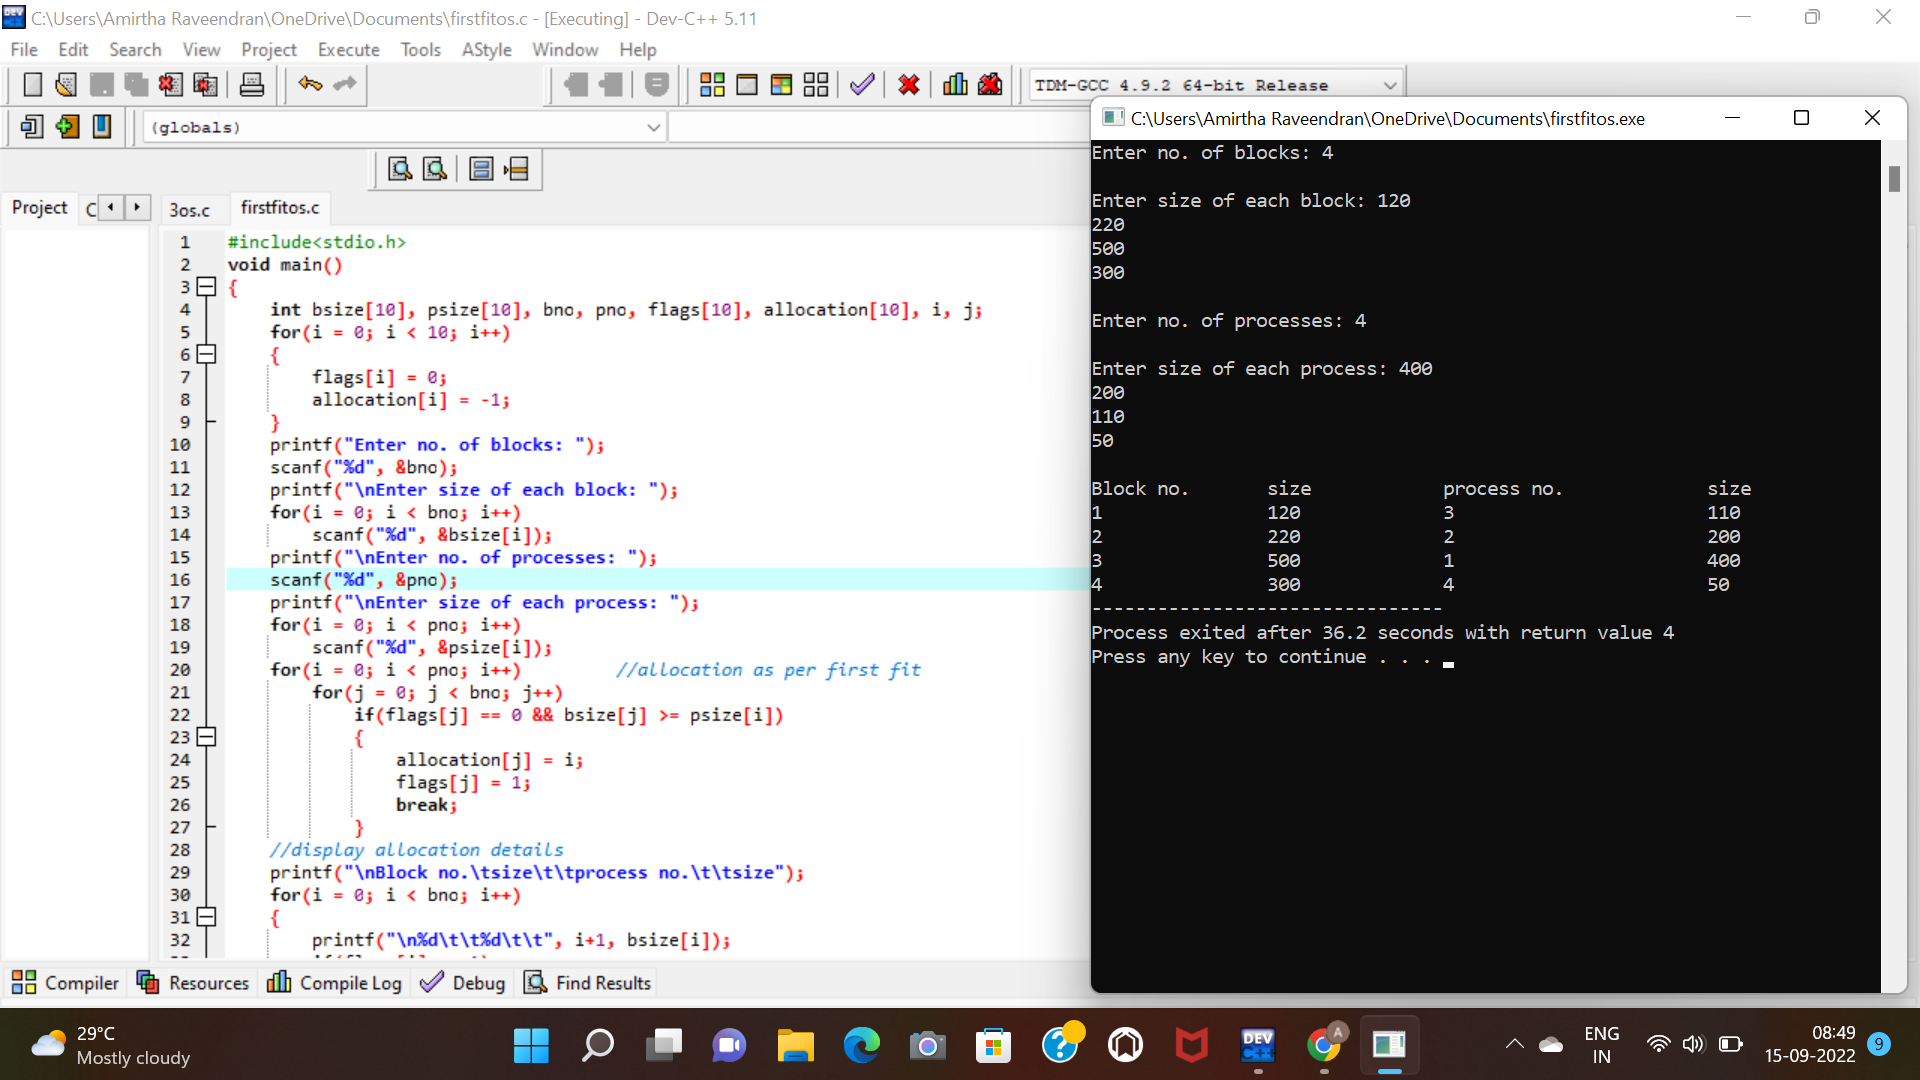 C:\Users\Amirtha Raveendran\OneDrive\Documents\firstfitos.c - [Executing] - Dev-C++ 5.11
File Edit Search View Project Execute Tools AStyle Window Help
TDM-GCC 4.9.2 64-bit Release
(globals)
Project C 3os.c firstfitos.c
1 #include<stdio.h>
2 void main()
3 {
4 int bsize[10], psize[10], bno, pno, flags[10], allocation[10], i, j;
5 for(i = 0; i < 10; i++)
6 {
7 flags[i] = 0;
8 allocation[i] = -1;
9 }
10 printf("Enter no. of blocks: ");
11 scanf("%d", &bno);
12 printf("\nEnter size of each block: ");
13 for(i = 0; i < bno; i++)
14 scanf("%d", &bsize[i]);
15 printf("\nEnter no. of processes: ");
16 scanf("%d", &pno);
17 printf("\nEnter size of each process: ");
18 for(i = 0; i < pno; i++)
19 scanf("%d", &psize[i]);
20 for(i = 0; i < pno; i++) //allocation as per first fit
21 for(j = 0; j < bno; j++)
22 if(flags[j] == 0 && bsize[j] >= psize[i])
23 {
24 allocation[j] = i;
25 flags[j] = 1;
26 break;
27 }
28 //display allocation details
29 printf("\nBlock no.\tsize\t\tprocess no.\t\tsize");
30 for(i = 0; i < bno; i++)
31 {
32 printf("\n%d\t\t%d\t\t", i+1, bsize[i]);
Compiler Resources Compile Log Debug Find Results
C:\Users\Amirtha Raveendran\OneDrive\Documents\firstfitos.exe
Enter no. of blocks: 4
Enter size of each block: 120
220
500
300
Enter no. of processes: 4
Enter size of each process: 400
200
110
50
Block no. size process no. size
1 120 3 110
2 220 2 200
3 500 1 400
4 300 4 50
--------------------------------
Process exited after 36.2 seconds with return value 4
Press any key to continue . . .
29°C
Mostly cloudy
DEV
C++
A
ENG
IN
08:49
15-09-2022
9